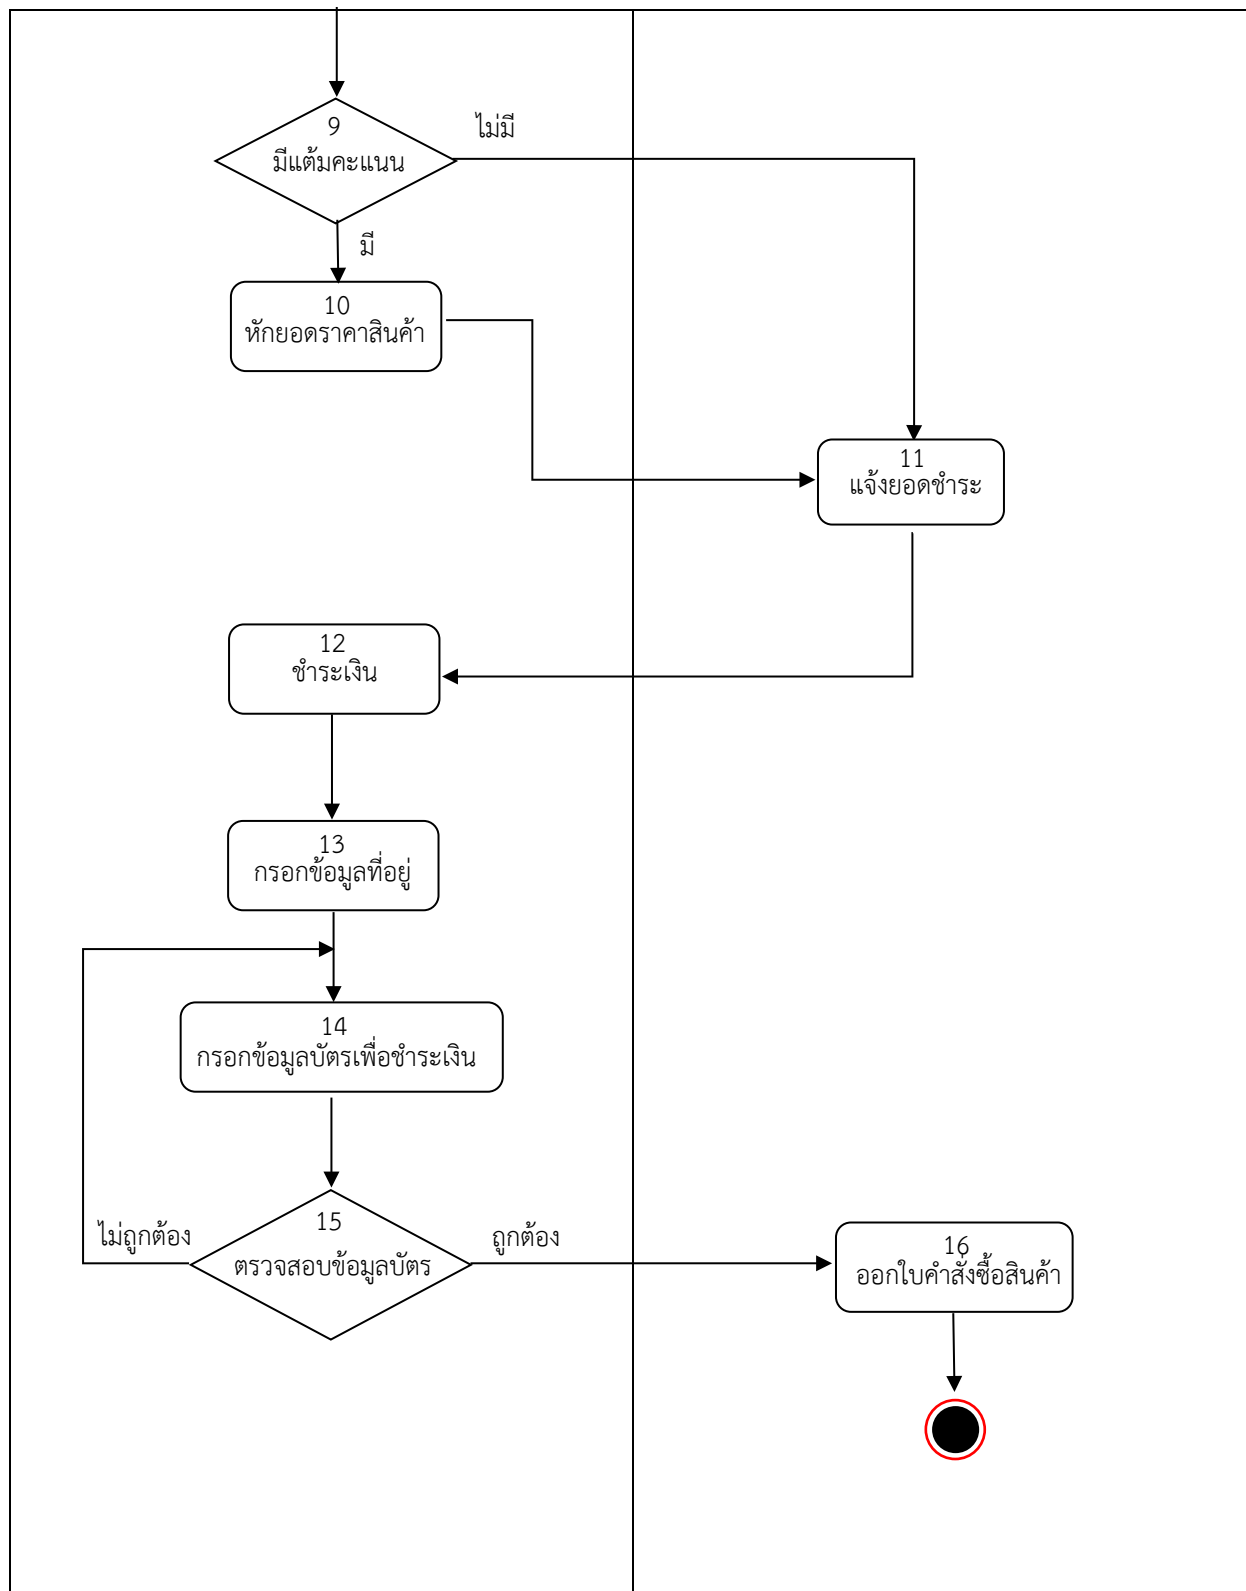 9
มีแต้มคะแนน
ไม่มี
มี
10
หักยอดราคาสินค้า
11
แจ้งยอดชำระ
12
ชำระเงิน
13
กรอกข้อมูลที่อยู่
14
กรอกข้อมูลบัตรเพื่อชำระเงิน
ไม่ถูกต้อง
15
ตรวจสอบข้อมูลบัตร
ถูกต้อง
16
ออกใบคำสั่งซื้อสินค้า